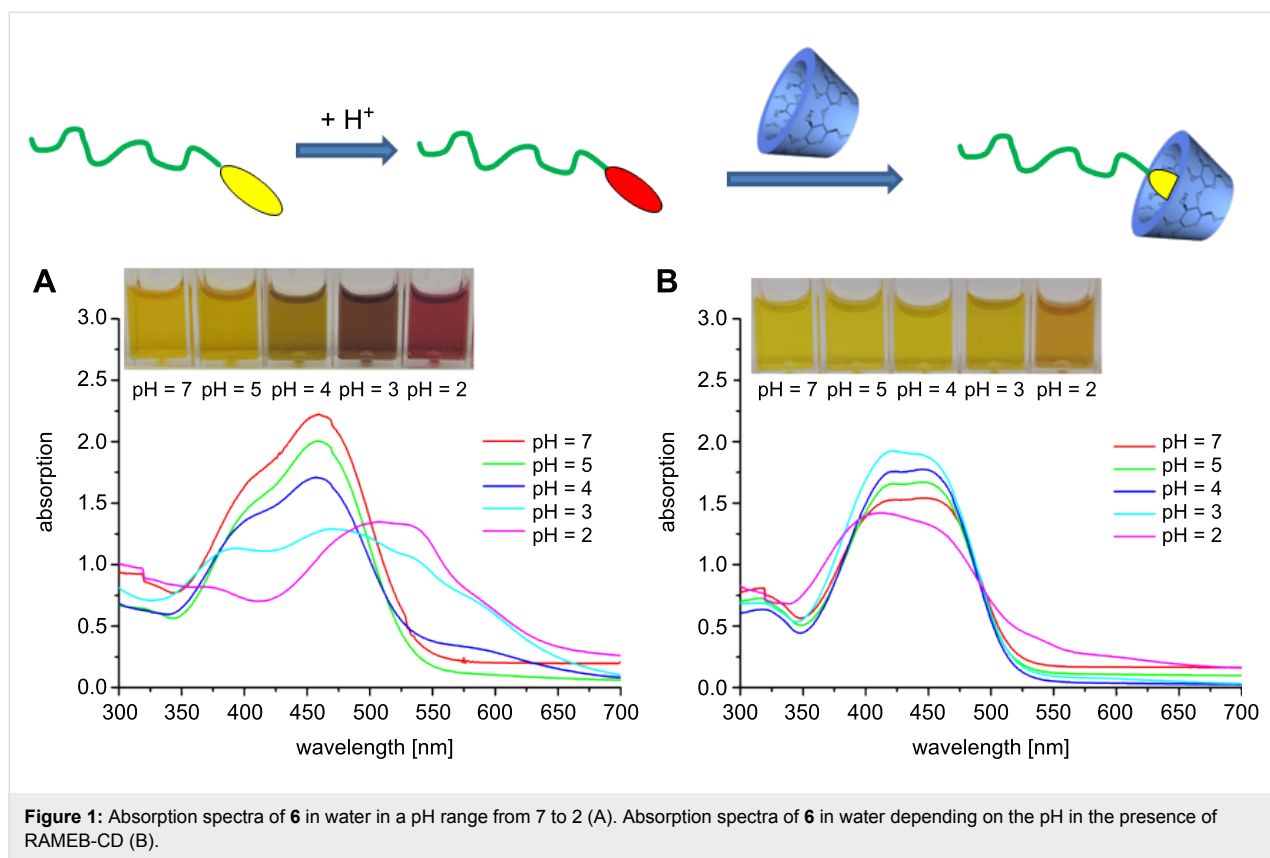 + H⁺
A
pH = 7 pH = 5 pH = 4 pH = 3 pH = 2
3.0
2.5
2.0
1.5
1.0
0.5
0.0
absorption
pH = 7
pH = 5
pH = 4
pH = 3
pH = 2
300 350 400 450 500 550 600 650 700
wavelength [nm]
B
pH = 7 pH = 5 pH = 4 pH = 3 pH = 2
3.0
2.5
2.0
1.5
1.0
0.5
0.0
absorption
pH = 7
pH = 5
pH = 4
pH = 3
pH = 2
300 350 400 450 500 550 600 650 700
wavelength [nm]
Figure 1: Absorption spectra of 6 in water in a pH range from 7 to 2 (A). Absorption spectra of 6 in water depending on the pH in the presence of
RAMEB-CD (B).